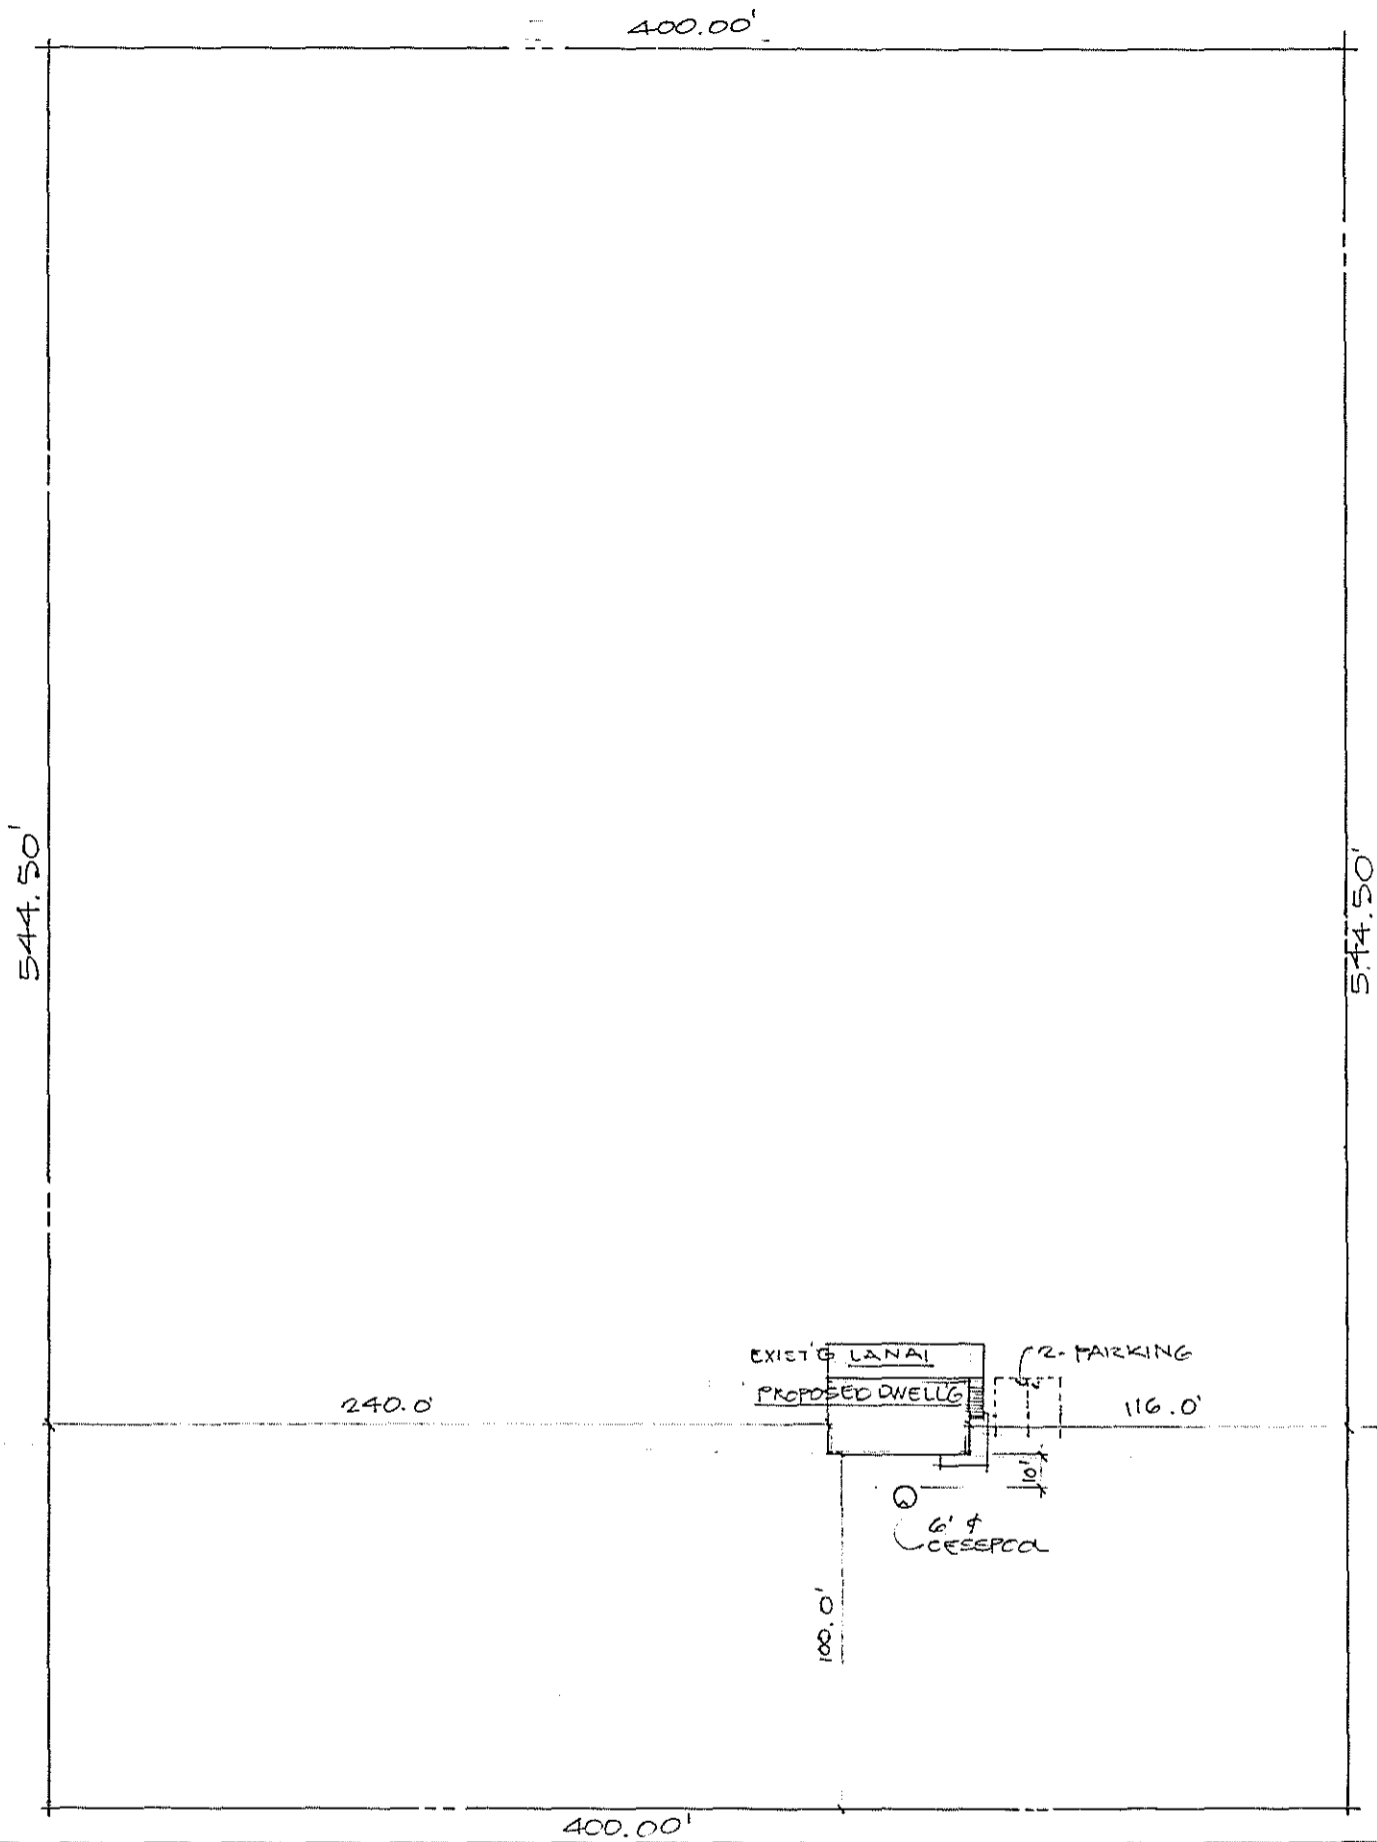 400.00'
544.50'
544.50'
EXIST'G LANAI
2- PARKING
PROPOSED DWELL'G
240.0'
116.0'
10'
6' ϕ
CESSPOOL
100.0'
400.00'